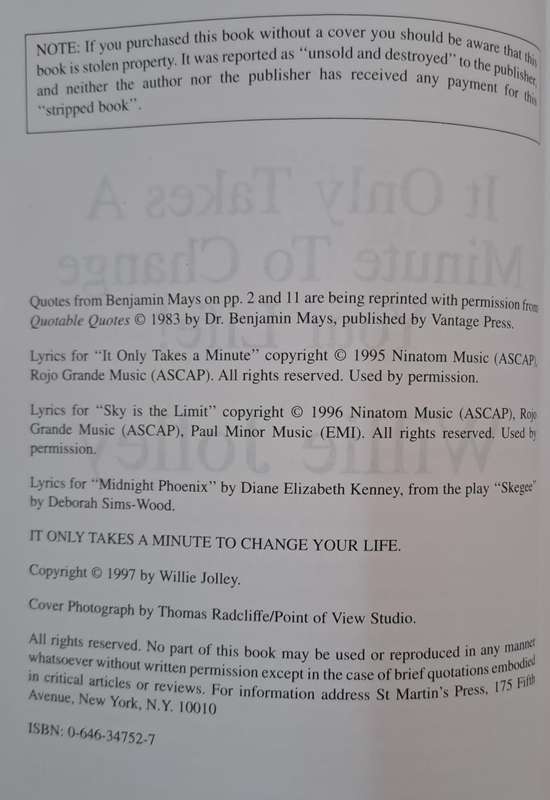 NOTE: If you purchased this book without a cover you should be aware that this
book is stolen property. It was reported as "unsold and destroyed" to the publisher,
and neither the author nor the publisher has received any payment for this
"stripped book".
It Only Takes A
Minute To Change
Your Life!
Willie Jolley
Quotes from Benjamin Mays on pp. 2 and 11 are being reprinted with permission from
Quotable Quotes © 1983 by Dr. Benjamin Mays, published by Vantage Press.
Lyrics for "It Only Takes a Minute" copyright © 1995 Ninatom Music (ASCAP),
Rojo Grande Music (ASCAP). All rights reserved. Used by permission.
Lyrics for "Sky is the Limit" copyright © 1996 Ninatom Music (ASCAP), Rojo
Grande Music (ASCAP), Paul Minor Music (EMI). All rights reserved. Used by
permission.
Lyrics for "Midnight Phoenix" by Diane Elizabeth Kenney, from the play "Skegee"
by Deborah Sims-Wood.
IT ONLY TAKES A MINUTE TO CHANGE YOUR LIFE.
Copyright © 1997 by Willie Jolley.
Cover Photograph by Thomas Radcliffe/Point of View Studio.
All rights reserved. No part of this book may be used or reproduced in any manner
whatsoever without written permission except in the case of brief quotations embodied
in critical articles or reviews. For information address St Martin's Press, 175 Fifth
Avenue, New York, N.Y. 10010
ISBN: 0-646-34752-7